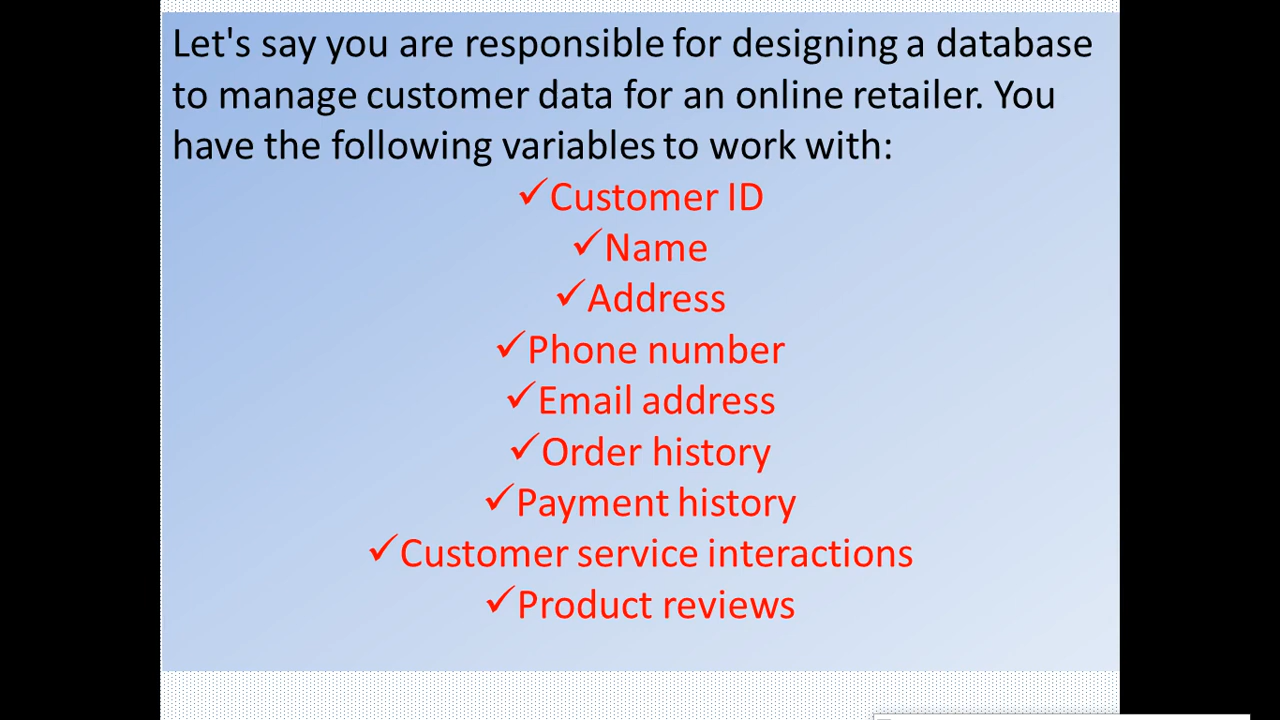 Let's say you are responsible for designing a database
to manage customer data for an online retailer. You
have the following variables to work with:
✓Customer ID
✓Name
✓Address
✓Phone number
✓Email address
✓Order history
✓Payment history
✓Customer service interactions
✓Product reviews